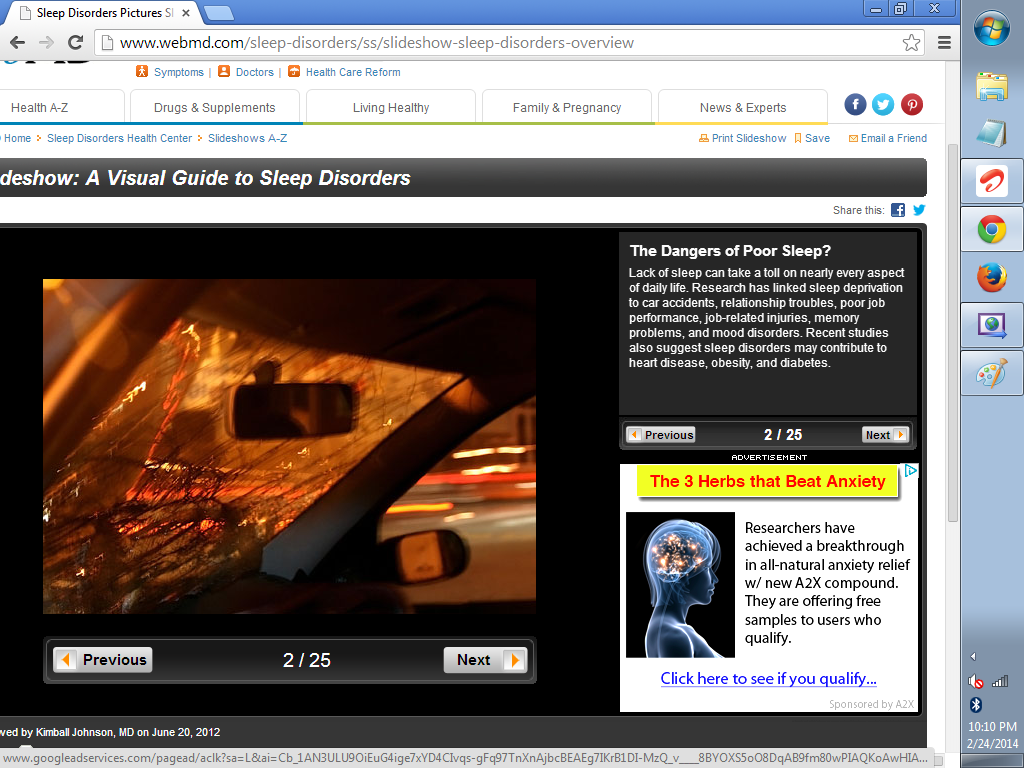 Sleep Disorders Pictures Sl
www.webmd.com/sleep-disorders/ss/slideshow-sleep-disorders-overview
Symptoms | Doctors | Health Care Reform
Health A-Z
Drugs & Supplements
Living Healthy
Family & Pregnancy
News & Experts
Home
Sleep Disorders Health Center
Slideshows A-Z
Print Slideshow
Save
Email a Friend
deshow: A Visual Guide to Sleep Disorders
Share this:
The Dangers of Poor Sleep?
Lack of sleep can take a toll on nearly every aspect
of daily life. Research has linked sleep deprivation
to car accidents, relationship troubles, poor job
performance, job-related injuries, memory
problems, and mood disorders. Recent studies
also suggest sleep disorders may contribute to
heart disease, obesity, and diabetes.
Previous
2 / 25
Next
ADVERTISEMENT
The 3 Herbs that Beat Anxiety
Researchers have
achieved a breakthrough
in all-natural anxiety relief
w/ new A2X compound.
They are offering free
samples to users who
qualify.
Click here to see if you qualify...
Sponsored by A2X
Previous
2 / 25
Next
wed by Kimball Johnson, MD on June 20, 2012
www.googleadservices.com/pagead/aclk?sa=L&ai=Cb_1AN3ULU9OiEuG4ige7xYD4CIvqs-gFq97TnXnAjbcBEAEg7IKrB1DI-MzQ_v___8BYOXS5oO8DqAB9fm80wPIAQKoAwHIA...
10:10 PM
2/24/2014